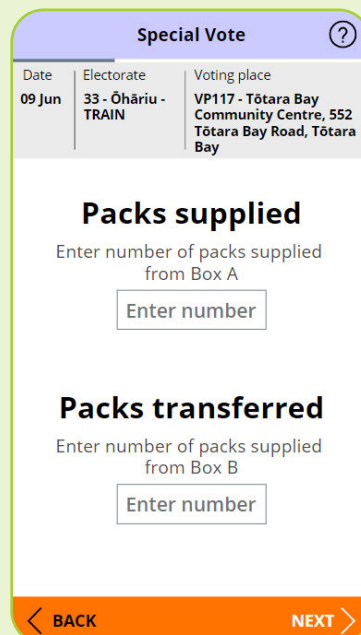 Special Vote ?
Date Electorate Voting place
09 Jun 33 - Ōhāriu - VP117 - Tōtara Bay
TRAIN Community Centre, 552
Tōtara Bay Road, Tōtara
Bay
Packs supplied
Enter number of packs supplied
from Box A
Enter number
Packs transferred
Enter number of packs supplied
from Box B
Enter number
BACK NEXT